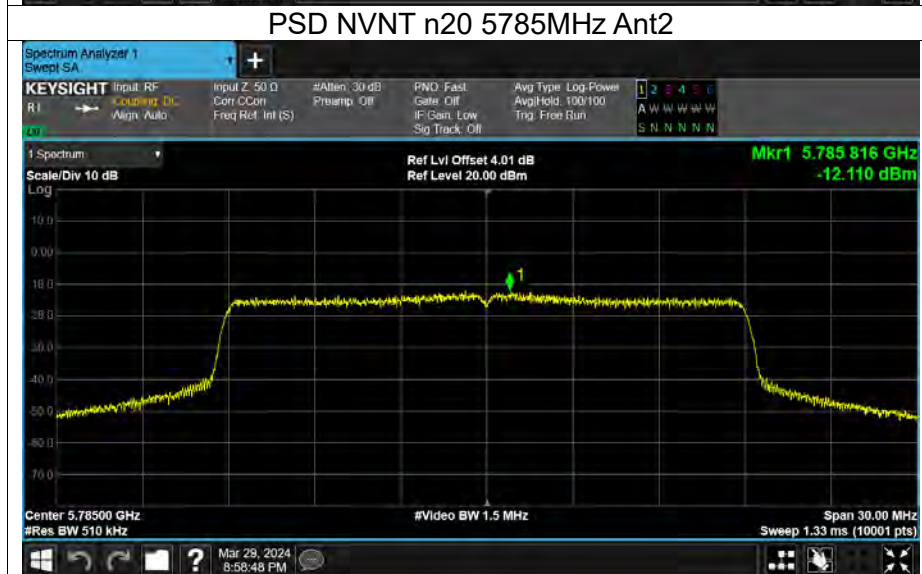 PSD NVNT n20 5785MHz Ant2
Spectrum Analyzer 1
Swept SA
+
KEYSIGHT Input: RF Input Z: 50 Ω #Atten: 30 dB PNO: Fast Avg Type: Log-Power 1 2 3 4 5 6
Coupling: DC Corr CCorr Preamp: Off Gate: Off Avg|Hold: 100/100 A W W W W W
Align: Auto Freq Ref: Int (S) IF Gain: Low Trig: Free Run
Sig Track: Off S N N N N N
1 Spectrum Ref Lvl Offset 4.01 dB Mkr1 5.785 816 GHz
Scale/Div 10 dB Ref Level 20.00 dBm -12.110 dBm
Log
10.0
0.00
-10.0
1
-20.0
-30.0
-40.0
-50.0
-60.0
-70.0
Center 5.78500 GHz #Video BW 1.5 MHz Span 30.00 MHz
#Res BW 510 kHz Sweep 1.33 ms (10001 pts)
? Mar 29, 2024
8:58:48 PM